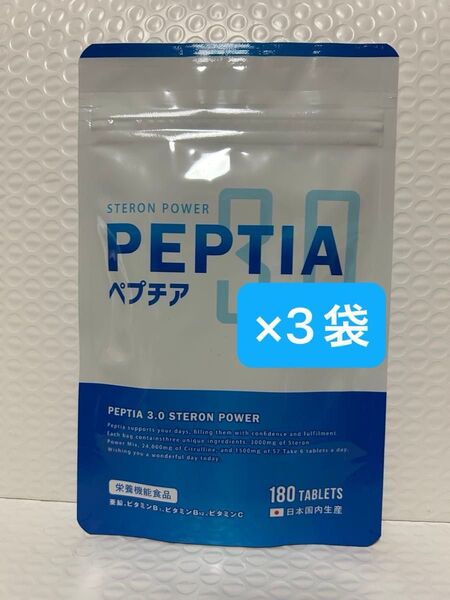 STERON POWER
3.0
PEPTIA
ペプチア
×3袋
PEPTIA 3.0 STERON POWER
Peptia supports your days, filling them with confidence and fulfillment.
Each bag containsthree unique ingredients, 3000mg of Steron
Power Mix, 24,000mg of Citrulline, and 1500mg of S7 Take 6 tablets a day.
Wishing you a wonderful day today.
栄養機能食品
亜鉛、ビタミンB₁、ビタミンB₁₂、ビタミンC
180 TABLETS
日本国内生産